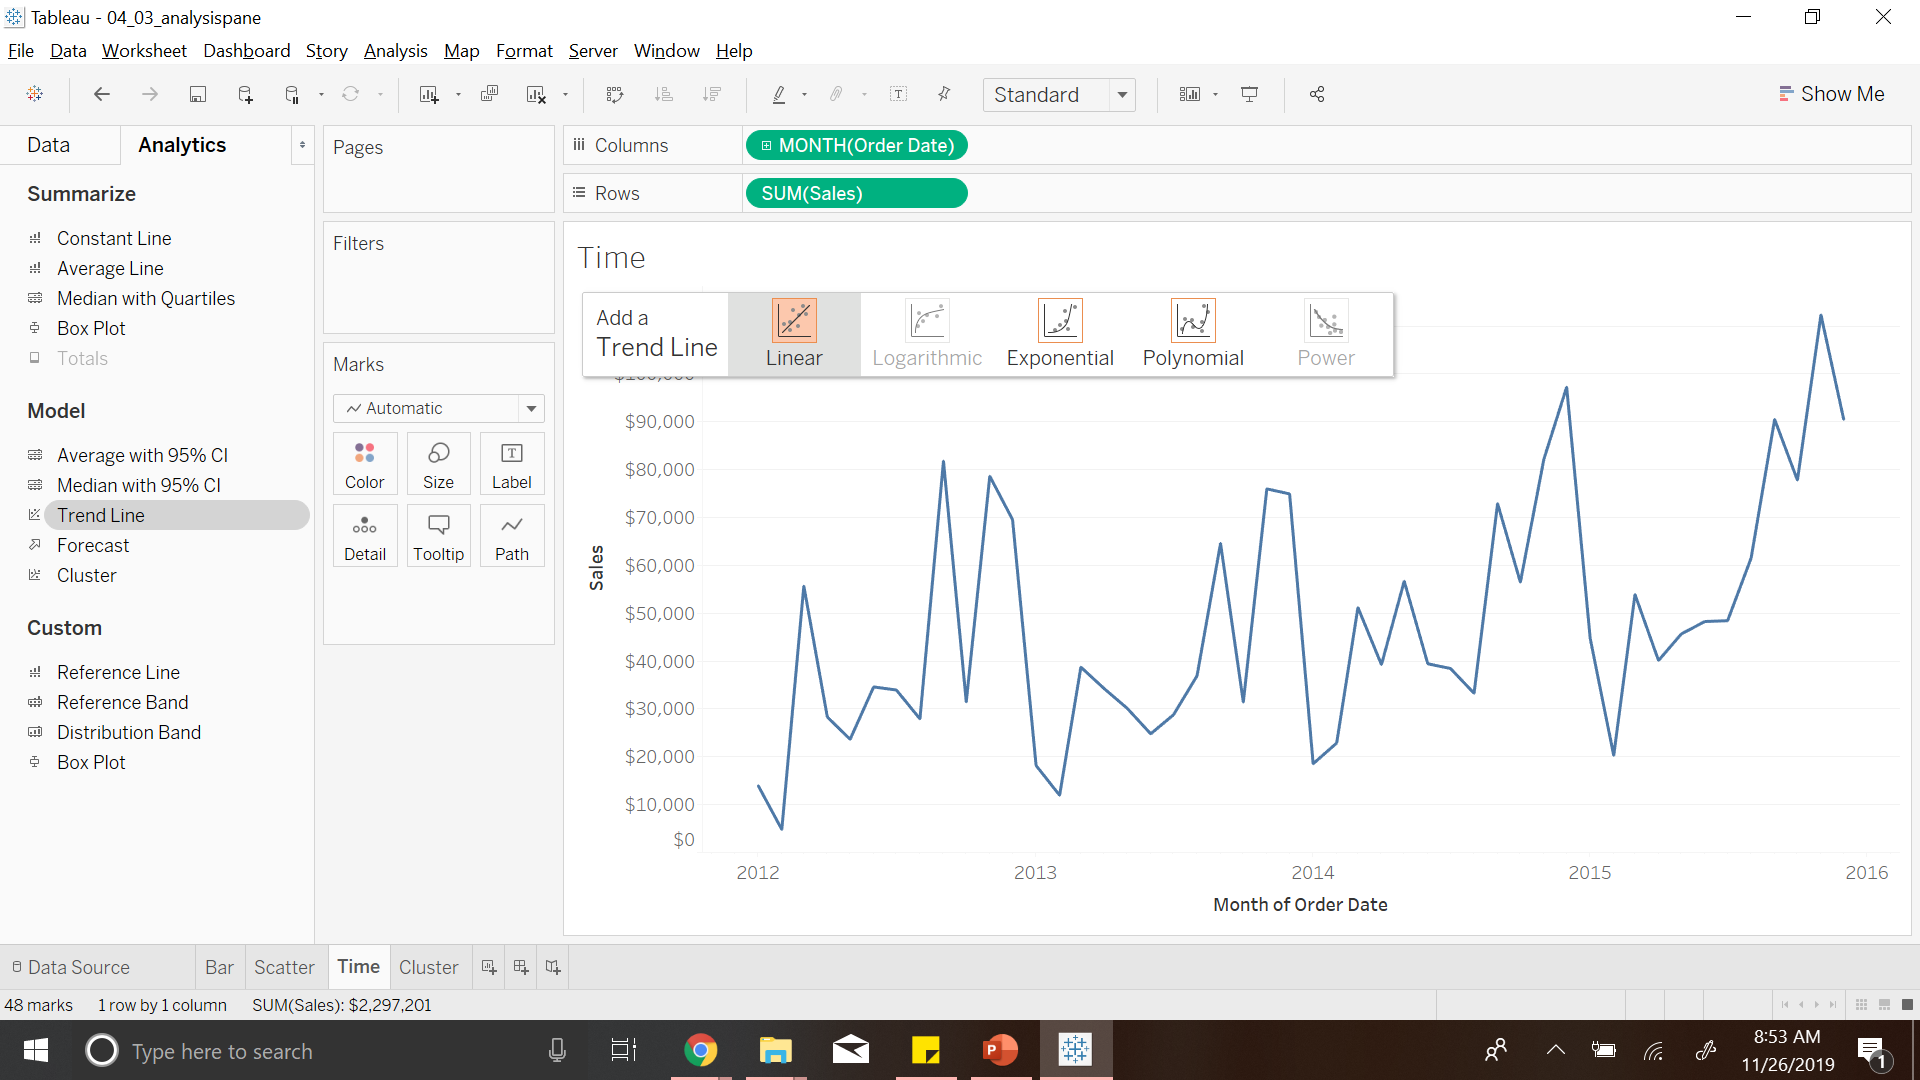 Tableau - 04_03_analysispane
File Data Worksheet Dashboard Story Analysis Map Format Server Window Help
Standard
Show Me
Data Analytics
Summarize
Constant Line
Average Line
Median with Quartiles
Box Plot
Totals
Model
Average with 95% CI
Median with 95% CI
Trend Line
Forecast
Cluster
Custom
Reference Line
Reference Band
Distribution Band
Box Plot
Pages
Filters
Marks
Automatic
Color Size Label
Detail Tooltip Path
Columns MONTH(Order Date)
Rows SUM(Sales)
Time
Add a
Trend Line
Linear Logarithmic Exponential Polynomial Power
$90,000
$80,000
$70,000
$60,000
$50,000
$40,000
$30,000
$20,000
$10,000
$0
Sales
2012 2013 2014 2015 2016
Month of Order Date
Data Source Bar Scatter Time Cluster
48 marks 1 row by 1 column SUM(Sales): $2,297,201
Type here to search
8:53 AM
11/26/2019
1